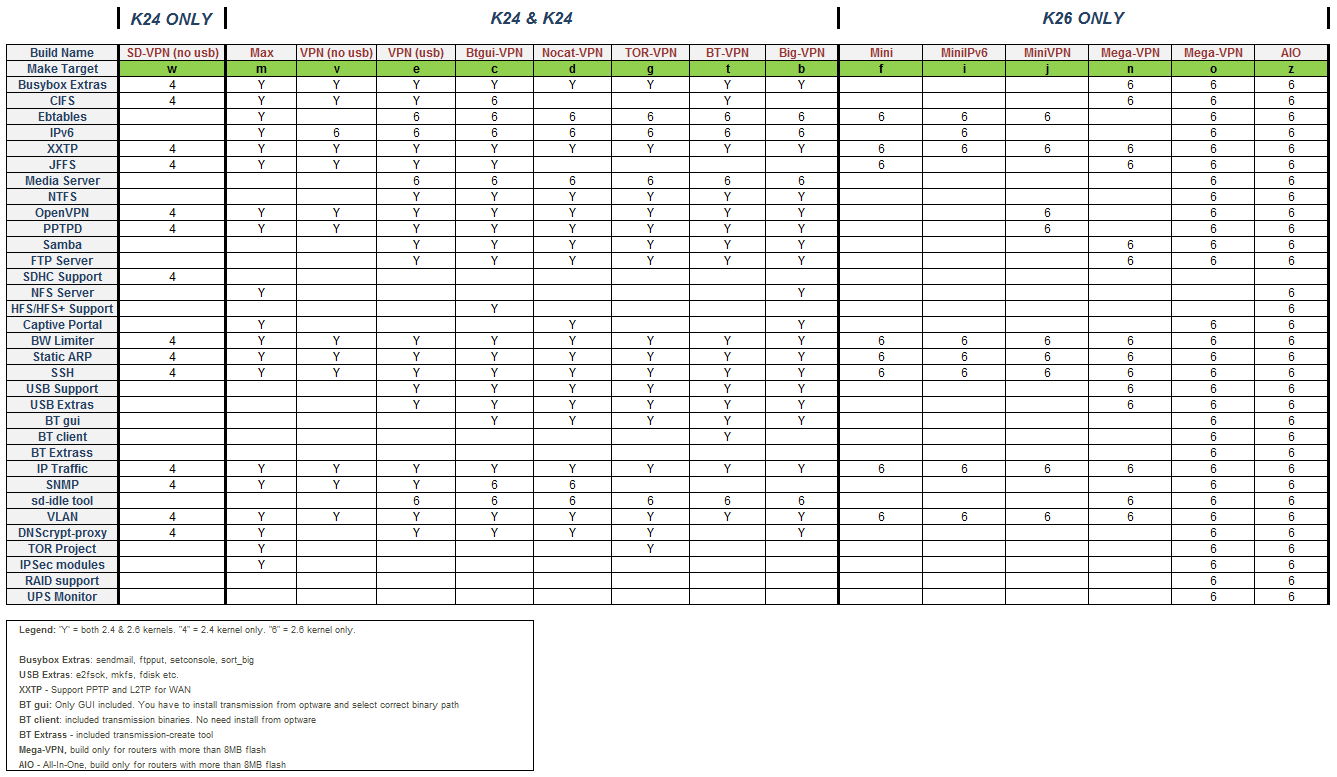 K24 ONLY K24 & K24 K26 ONLY
Build Name SD-VPN (no usb) Max VPN (no usb) VPN (usb) Btgui-VPN Nocat-VPN TOR-VPN BT-VPN Big-VPN Mini MiniIPv6 MiniVPN Mega-VPN Mega-VPN AIO
Make Target w m v e c d g t b f i j n o z
Busybox Extras 4 Y Y Y Y Y Y Y Y 6 6 6
CIFS 4 Y Y Y 6 Y 6 6 6
Ebtables Y 6 6 6 6 6 6 6 6 6 6 6
IPv6 Y 6 6 6 6 6 6 6 6 6 6
XXTP 4 Y Y Y Y Y Y Y Y 6 6 6 6 6 6
JFFS 4 Y Y Y Y 6 6 6 6
Media Server 6 6 6 6 6 6 6 6
NTFS Y Y Y Y Y Y 6 6
OpenVPN 4 Y Y Y Y Y Y Y Y 6 6 6
PPTPD 4 Y Y Y Y Y Y Y Y 6 6 6
Samba Y Y Y Y Y Y 6 6 6
FTP Server Y Y Y Y Y Y 6 6 6
SDHC Support 4
NFS Server Y Y 6
HFS/HFS+ Support Y 6
Captive Portal Y Y Y 6 6
BW Limiter 4 Y Y Y Y Y Y Y Y 6 6 6 6 6 6
Static ARP 4 Y Y Y Y Y Y Y Y 6 6 6 6 6 6
SSH 4 Y Y Y Y Y Y Y Y 6 6 6 6 6 6
USB Support Y Y Y Y Y Y 6 6 6
USB Extras Y Y Y Y Y Y 6 6 6
BT gui Y Y Y Y Y 6 6
BT client Y 6 6
BT Extrass 6 6
IP Traffic 4 Y Y Y Y Y Y Y Y 6 6 6 6 6 6
SNMP 4 Y Y Y 6 6 6 6
sd-idle tool 6 6 6 6 6 6 6 6 6
VLAN 4 Y Y Y Y Y Y Y Y 6 6 6 6 6 6
DNScrypt-proxy 4 Y Y Y Y Y Y 6 6
TOR Project Y Y 6 6
IPSec modules Y 6 6
RAID support 6 6
UPS Monitor 6 6
Legend: "Y" = both 2.4 & 2.6 kernels. "4" = 2.4 kernel only. "6" = 2.6 kernel only.
Busybox Extras: sendmail, ftpput, setconsole, sort_big
USB Extras: e2fsck, mkfs, fdisk etc.
XXTP - Support PPTP and L2TP for WAN
BT gui: Only GUI included. You have to install transmission from optware and select correct binary path
BT client: included transmission binaries. No need install from optware
BT Extrass - included transmission-create tool
Mega-VPN, build only for routers with more than 8MB flash
AIO - All-In-One, build only for routers with more than 8MB flash